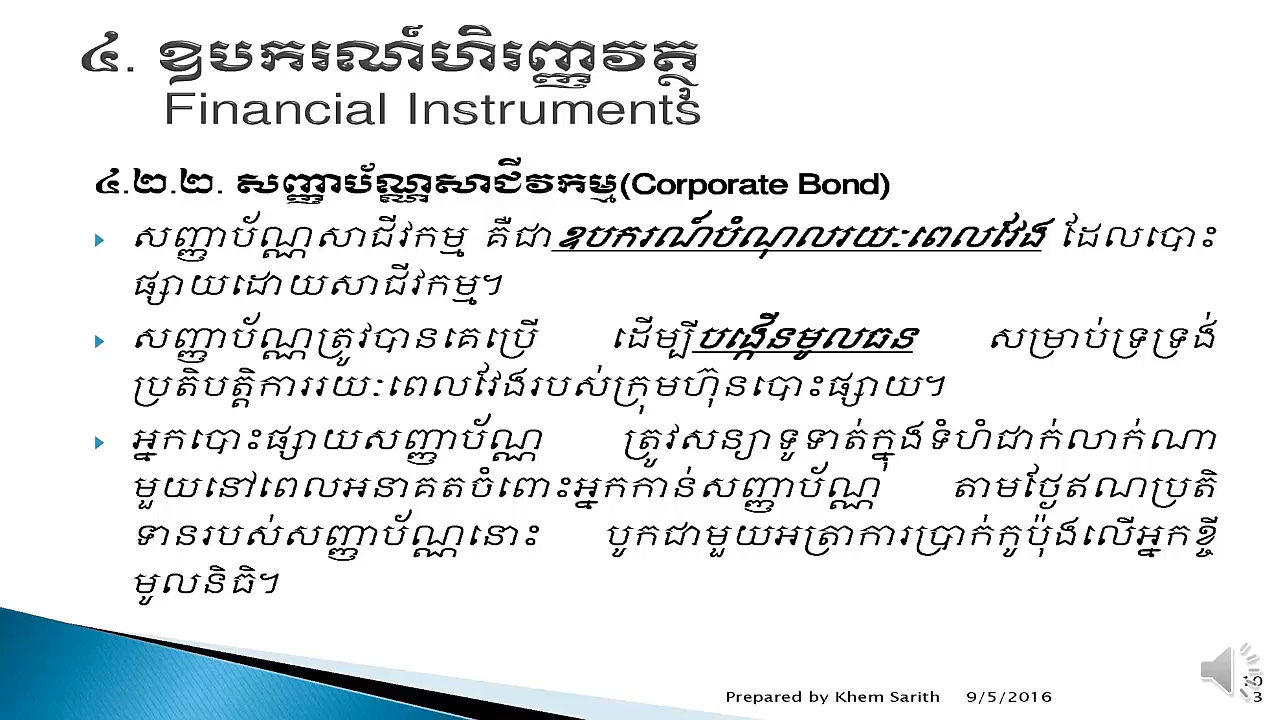 ៤. ឧបករណ៍ហិរញ្ញវត្ថុ
Financial Instruments
៤.២.២. សញ្ញាប័ណ្ណសាជីវកម្ម(Corporate Bond)
សញ្ញាប័ណ្ណសាជីវកម្ម គឺជាឧបករណ៍បំណុលរយៈពេលវែង ដែលបោះ
ផ្សាយដោយសាជីវកម្ម។
សញ្ញាប័ណ្ណត្រូវបានគេប្រើ ដើម្បីបង្កើនមូលធន សម្រាប់ទ្រទ្រង់
ប្រតិបត្តិការរយៈពេលវែងរបស់ក្រុមហ៊ុនបោះផ្សាយ។
អ្នកបោះផ្សាយសញ្ញាប័ណ្ណ ត្រូវសន្យាទូទាត់ក្នុងទំហំជាក់លាក់ណា
មួយនៅពេលអនាគតចំពោះអ្នកកាន់សញ្ញាប័ណ្ណ តាមថ្ងៃឥណប្រតិ
ទានរបស់សញ្ញាប័ណ្ណនោះ បូកជាមួយអត្រាការប្រាក់កូប៉ុងលើអ្នកខ្ចី
មូលនិធិ។
Prepared by Khem Sarith 9/5/2016
10
3